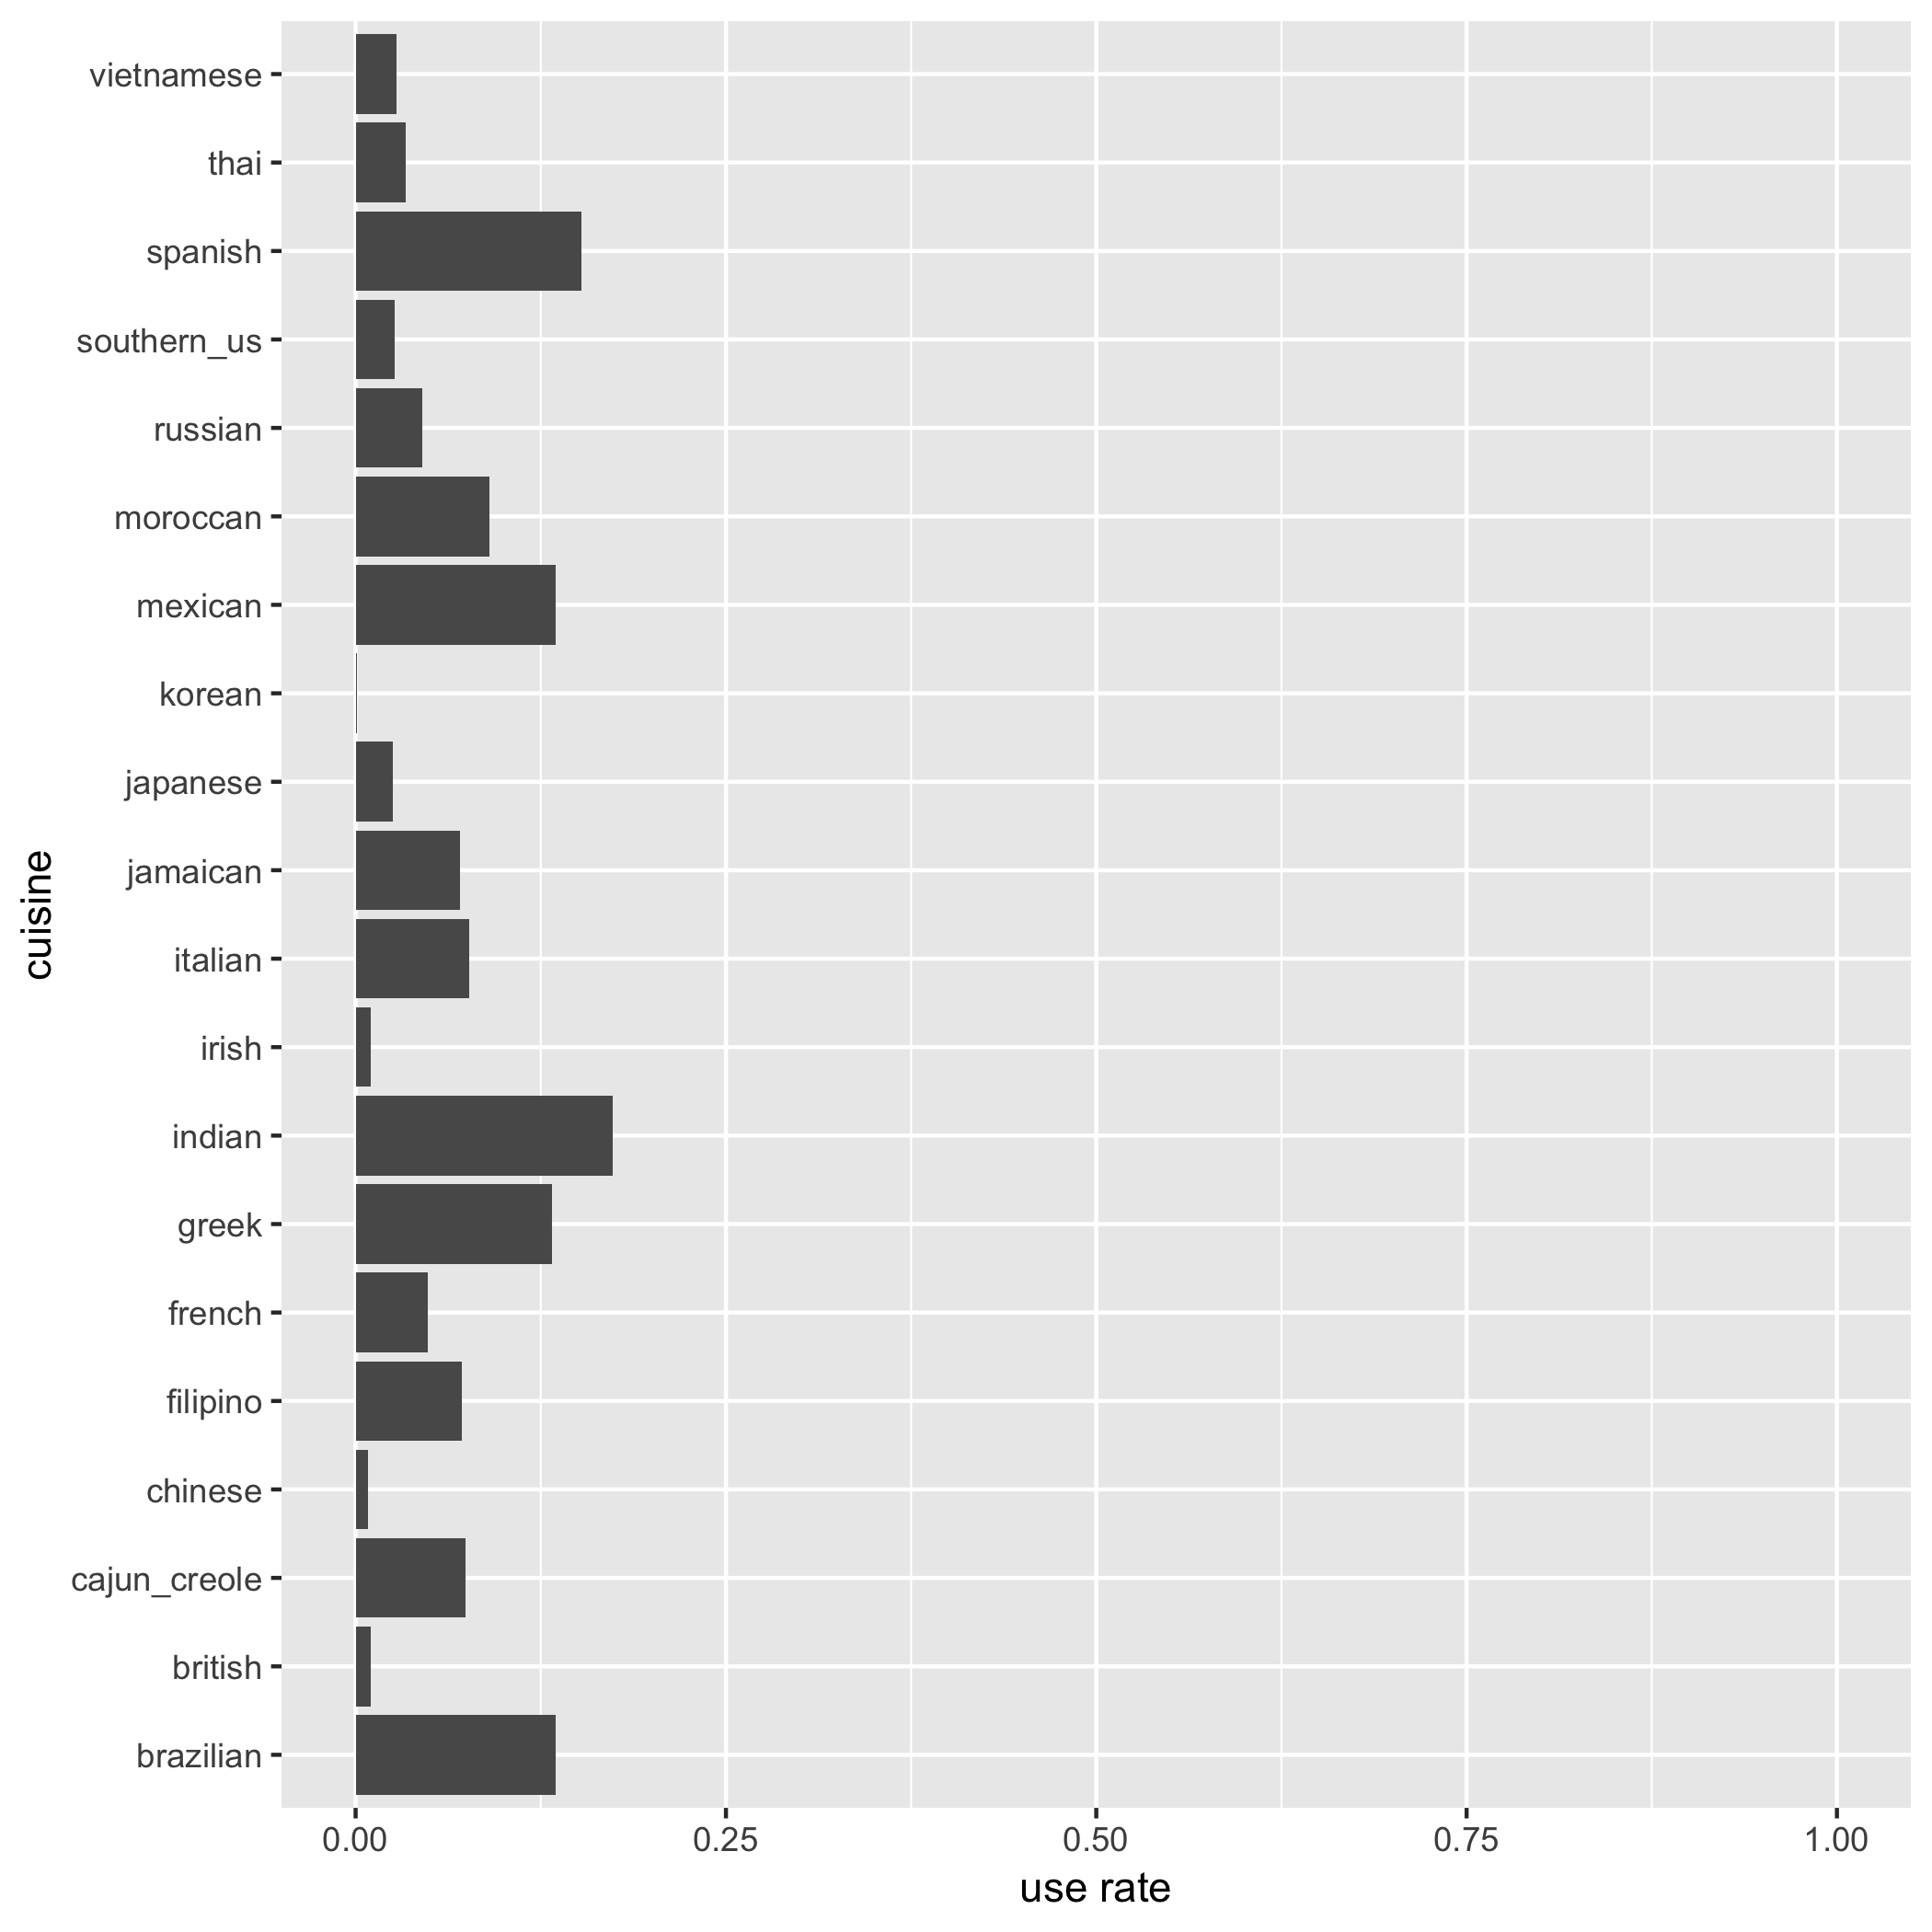 vietnamese
thai
spanish
southern_us
russian
moroccan
mexican
korean
japanese
jamaican
italian
irish
indian
greek
french
filipino
chinese
cajun_creole
british
brazilian
cuisine
0.00 0.25 0.50 0.75 1.00
use rate